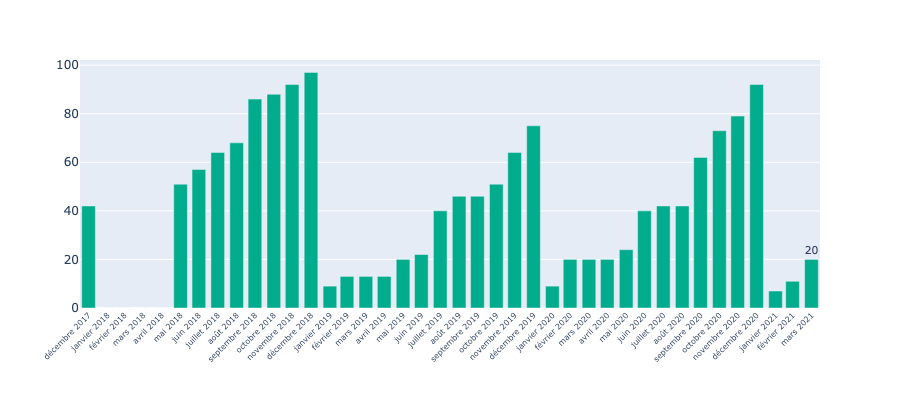 100
80
60
40
20
0
20
décembre 2017
janvier 2018
février 2018
mars 2018
avril 2018
mai 2018
juin 2018
juillet 2018
août 2018
septembre 2018
octobre 2018
novembre 2018
décembre 2018
janvier 2019
février 2019
mars 2019
avril 2019
mai 2019
juin 2019
juillet 2019
août 2019
septembre 2019
octobre 2019
novembre 2019
décembre 2019
janvier 2020
février 2020
mars 2020
avril 2020
mai 2020
juin 2020
juillet 2020
août 2020
septembre 2020
octobre 2020
novembre 2020
décembre 2020
janvier 2021
février 2021
mars 2021